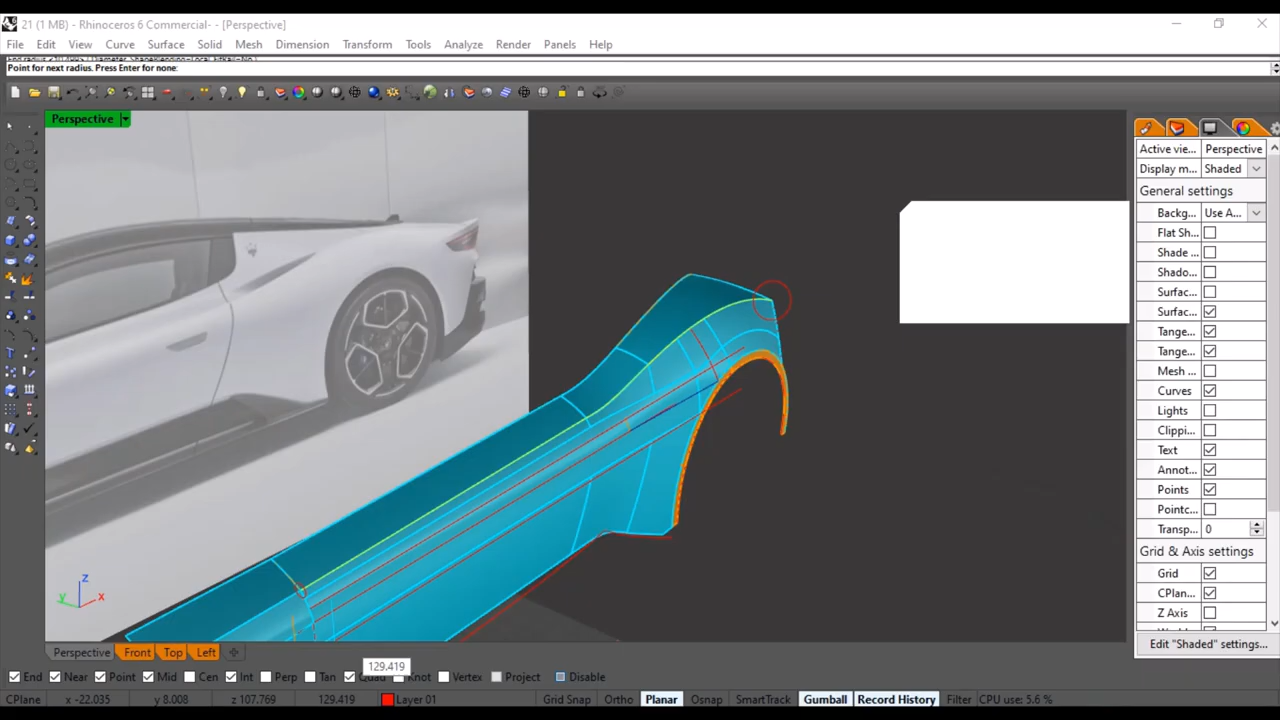 21 (1 MB) - Rhinoceros 6 Commercial- - [Perspective]
File Edit View Curve Surface Solid Mesh Dimension Transform Tools Analyze Render Panels Help
Point for next radius. Press Enter for none:
Perspective
Active vie... Perspective
Display m... Shaded
General settings
Backg... Use A...
Flat Sh...
Shade ...
Shado...
Surfac...
Surfac...
Tange...
Tange...
Mesh ...
Curves
Lights
Clippi...
Text
Annot...
Points
Pointc...
Transp... 0
Grid & Axis settings
Grid
CPlan...
Z Axis
Edit "Shaded" settings...
z
y x
Perspective Front Top Left
129.419
End Near Point Mid Cen Int Perp Tan Quad Knot Vertex Project Disable
CPlane x -22.035 y 8.008 z 107.769 129.419 Layer 01 Grid Snap Ortho Planar Osnap SmartTrack Gumball Record History Filter CPU use: 5.6 %